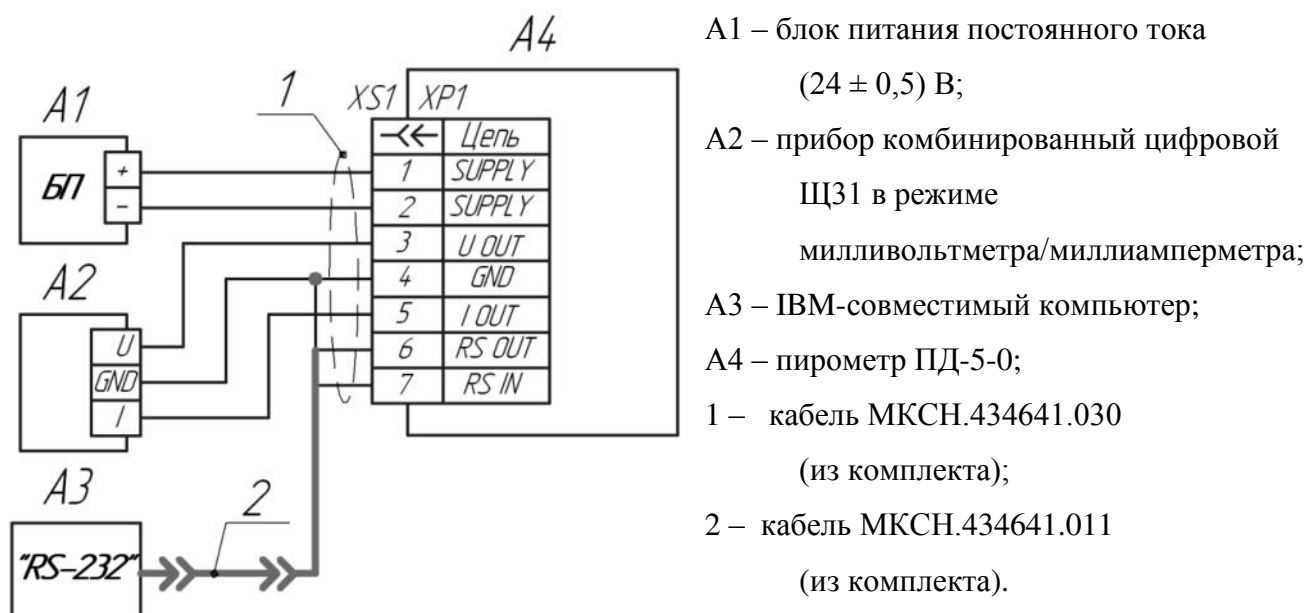 A4
A1 – блок питания постоянного тока
(24 ± 0,5) В;
A1
1
XS1
XP1
Цепь
А2 – прибор комбинированный цифровой
БП
+
1
SUPPLY
–
2
SUPPLY
Щ31 в режиме
3
U OUT
милливольтметра/миллиамперметра;
A2
4
GND
5
I OUT
А3 – IBM-совместимый компьютер;
U
6
RS OUT
А4 – пирометр ПД-5-0;
GND
7
RS IN
I
1 – кабель МКСН.434641.030
(из комплекта);
A3
2
2 – кабель МКСН.434641.011
"RS-232"
(из комплекта).